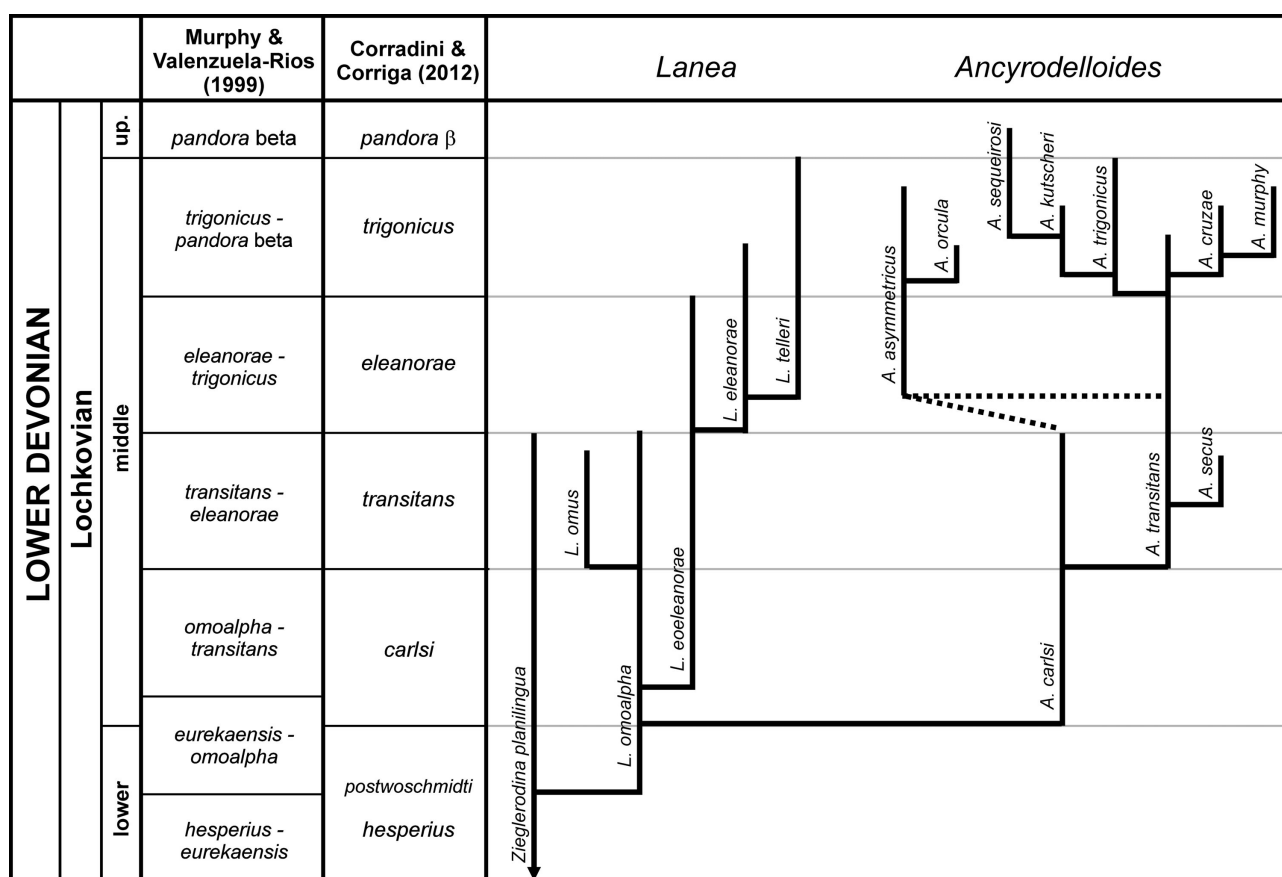 Murphy &
Valenzuela-Rios
(1999)
Corradini &
Corriga (2012)
Lanea
Ancyrodelloides
LOWER DEVONIAN
Lochkovian
up.
middle
lower
pandora beta
trigonicus -
pandora beta
eleanorae -
trigonicus
transitans -
eleanorae
omoalpha -
transitans
eurekaensis -
omoalpha
hesperius -
eurekaensis
pandora β
trigonicus
eleanorae
transitans
carlsi
postwoschmidti
hesperius
Zieglerodina planilingua
L. omus
L. omoalpha
L. eoeleanorae
L. eleanorae
L. telleri
A. asymmetricus
A. orcula
A. sequeirosi
A. kutscheri
A. trigonicus
A. cruzae
A. murphy
A. carlsi
A. transitans
A. secus